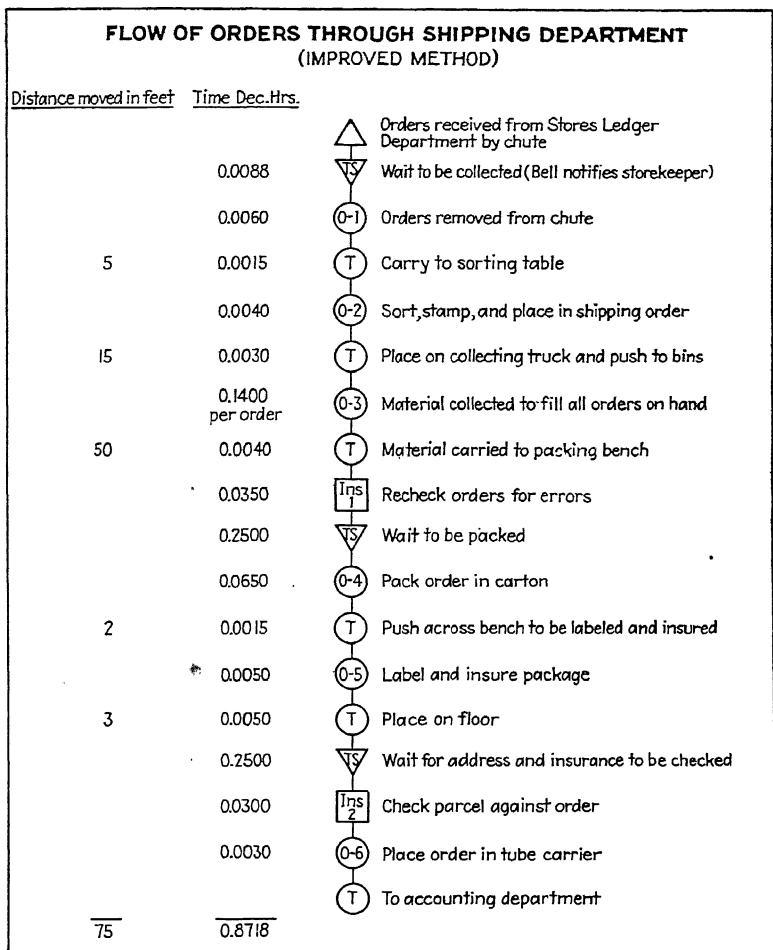 FLOW OF ORDERS THROUGH SHIPPING DEPARTMENT
(IMPROVED METHOD)
Distance moved in feet Time Dec.Hrs.
Orders received from Stores Ledger
Department by chute
0.0088 TS Wait to be collected (Bell notifies storekeeper)
0.0060 O-1 Orders removed from chute
5 0.0015 T Carry to sorting table
0.0040 O-2 Sort, stamp, and place in shipping order
15 0.0030 T Place on collecting truck and push to bins
0.1400
per order O-3 Material collected to fill all orders on hand
50 0.0040 T Material carried to packing bench
0.0350 Ins 1 Recheck orders for errors
0.2500 TS Wait to be packed
0.0650 O-4 Pack order in carton
2 0.0015 T Push across bench to be labeled and insured
0.0050 O-5 Label and insure package
3 0.0050 T Place on floor
0.2500 TS Wait for address and insurance to be checked
0.0300 Ins 2 Check parcel against order
0.0030 O-6 Place order in tube carrier
T To accounting department
75 0.8718